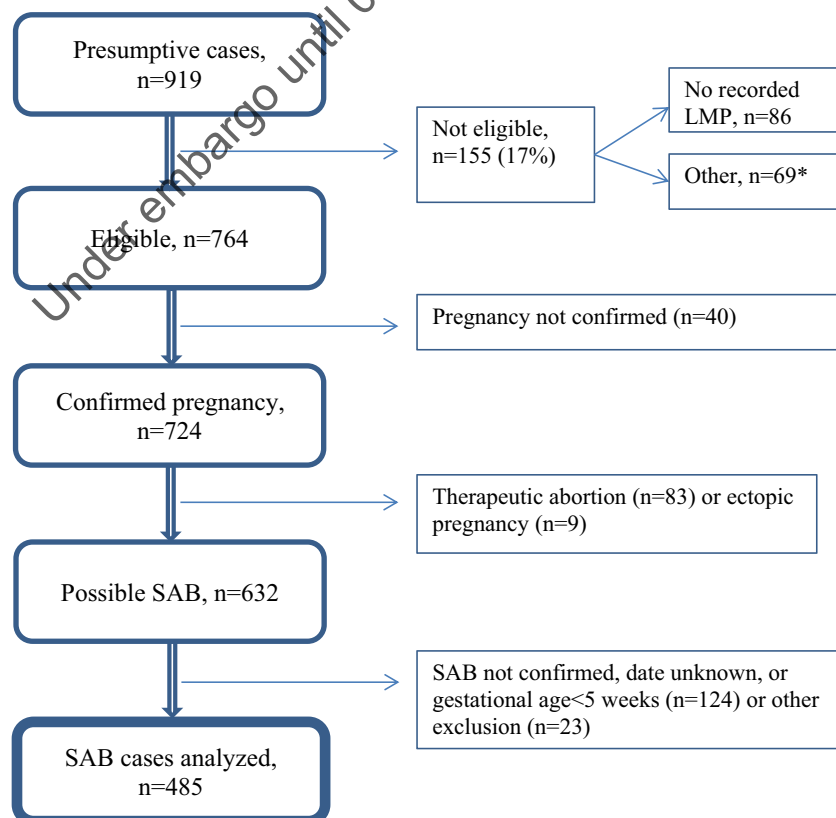 Presumptive cases,
n=919
Not eligible,
n=155 (17%)
No recorded
LMP, n=86
Other, n=69*
Eligible, n=764
Pregnancy not confirmed (n=40)
Confirmed pregnancy,
n=724
Therapeutic abortion (n=83) or ectopic
pregnancy (n=9)
Possible SAB, n=632
SAB not confirmed, date unknown, or
gestational age<5 weeks (n=124) or other
exclusion (n=23)
SAB cases analyzed,
n=485
Under embargo until